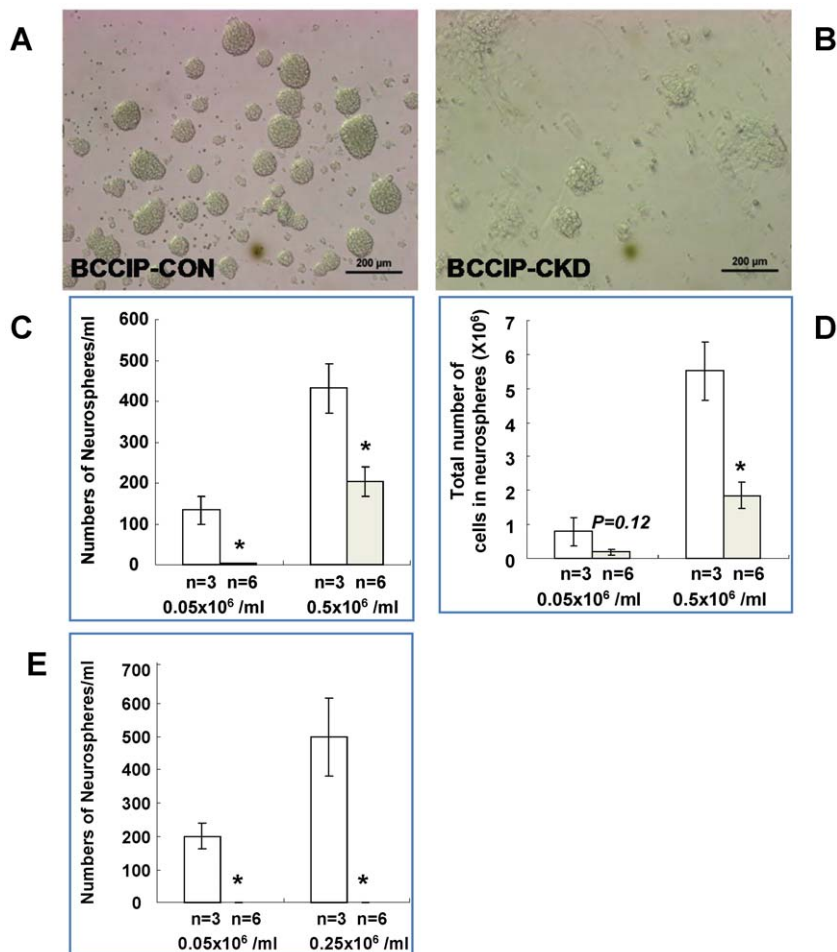 A
B
BCCIP-CON
200 µm
BCCIP-CKD
200 µm
C
Numbers of Neurospheres/ml
600
500
400
300
200
100
0
*
*
n=3 n=6 n=3 n=6
0.05x10⁶ /ml 0.5x10⁶ /ml
D
Total number of
cells in neurospheres (X10⁶)
7
6
5
4
3
2
1
0
P=0.12
*
n=3 n=6 n=3 n=6
0.05x10⁶ /ml 0.5x10⁶ /ml
E
Numbers of Neurospheres/ml
700
600
500
400
300
200
100
0
*
*
n=3 n=6 n=3 n=6
0.05x10⁶ /ml 0.25x10⁶ /ml